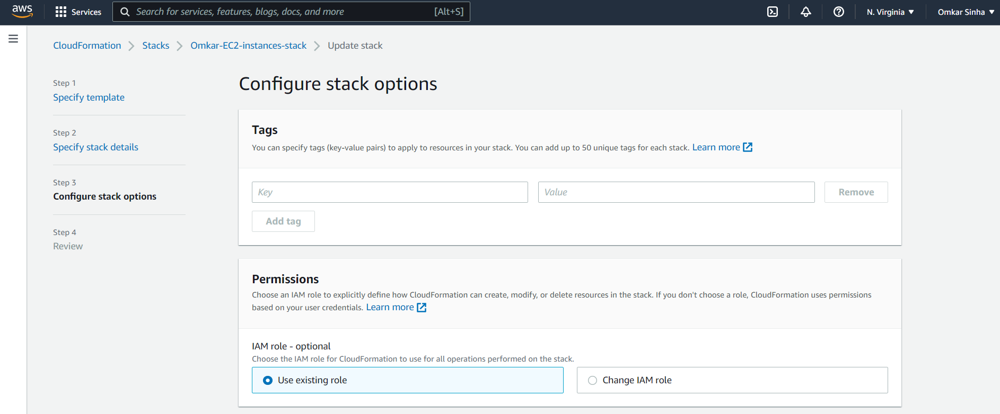 aws Services Search for services, features, blogs, docs, and more [Alt+S] N. Virginia Omkar Sinha
CloudFormation Stacks Omkar-EC2-instances-stack Update stack
Step 1
Specify template
Step 2
Specify stack details
Step 3
Configure stack options
Step 4
Review
Configure stack options
Tags
You can specify tags (key-value pairs) to apply to resources in your stack. You can add up to 50 unique tags for each stack. Learn more
Key Value Remove
Add tag
Permissions
Choose an IAM role to explicitly define how CloudFormation can create, modify, or delete resources in the stack. If you don't choose a role, CloudFormation uses permissions
based on your user credentials. Learn more
IAM role - optional
Choose the IAM role for CloudFormation to use for all operations performed on the stack.
Use existing role Change IAM role